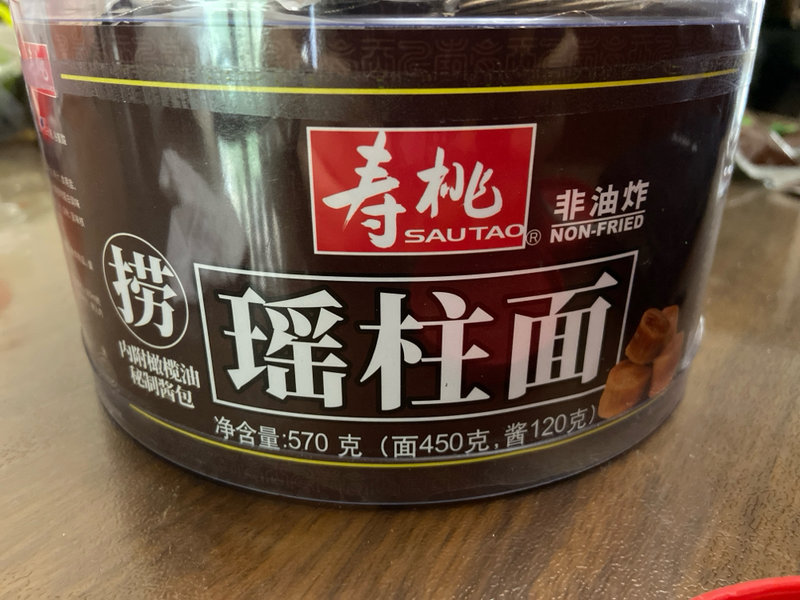 寿桃
SAUTAO®
非油炸
NON-FRIED
捞
瑶柱面
内附橄榄油
秘制酱包
净含量:570 克（面450克,酱120克）